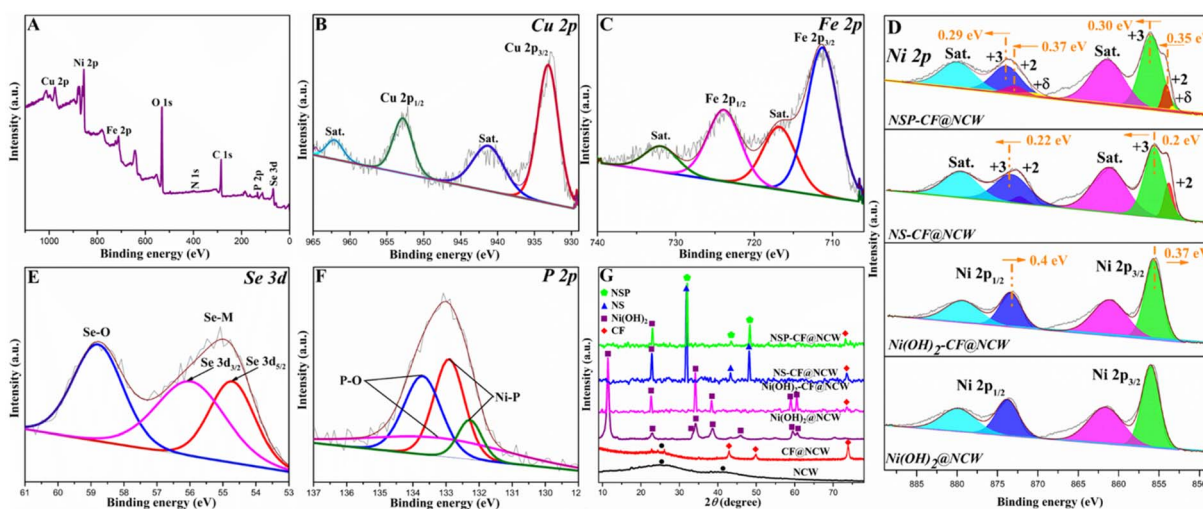 A
Cu 2p
Ni 2p
Fe 2p
O 1s
N 1s
C 1s
P 2p
Se 3d
Intensity (a.u.)
1000 800 600 400 200 0
Binding energy (eV)
B
Cu 2p
Cu 2p3/2
Cu 2p1/2
Sat.
Sat.
Intensity (a.u.)
965 960 955 950 945 940 935 930
Binding energy (eV)
C
Fe 2p
Fe 2p3/2
Fe 2p1/2
Sat.
Sat.
Intensity (a.u.)
740 730 720 710
Binding energy (eV)
D
Ni 2p
0.29 eV
0.37 eV
0.30 eV
0.35 eV
Sat.
+3
+2
+δ
Sat.
+3
+2
+δ
NSP-CF@NCW
0.22 eV
0.2 eV
Sat.
+3
+2
Sat.
+3
+2
NS-CF@NCW
0.4 eV
0.37 eV
Ni 2p1/2
Ni 2p3/2
Ni(OH)2-CF@NCW
Ni 2p1/2
Ni 2p3/2
Ni(OH)2@NCW
Intensity (a.u.)
885 880 875 870 865 860 855
Binding energy (eV)
E
Se 3d
Se-O
Se-M
Se 3d3/2
Se 3d5/2
Intensity (a.u.)
61 60 59 58 57 56 55 54 53
Binding energy (eV)
F
P 2p
P-O
Ni-P
Intensity (a.u.)
137 136 135 134 133 132 131 130 12
Binding energy (eV)
G
NSP
NS
Ni(OH)2
CF
NSP-CF@NCW
NS-CF@NCW
Ni(OH)2-CF@NCW
Ni(OH)2@NCW
CF@NCW
NCW
Intensity (a.u.)
10 20 30 40 50 60 70
2θ (degree)